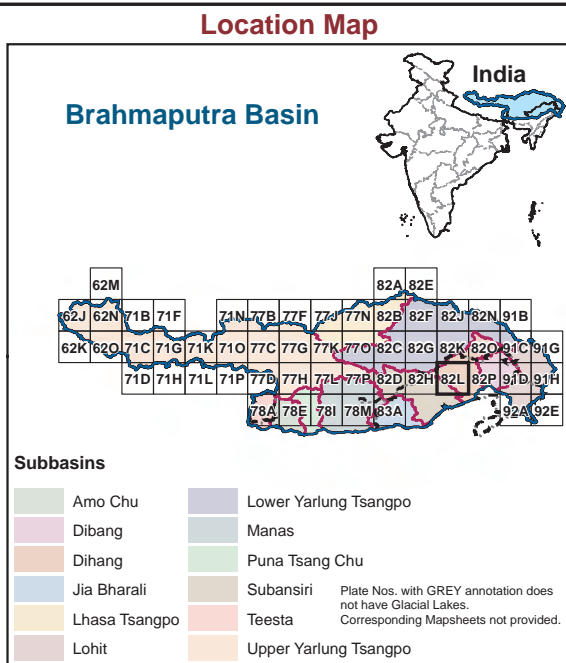 Location Map
India
Brahmaputra Basin
62M 82A 82E
62J 62N 71B 71F 71N 77B 77F 77J 77N 82B 82F 82J 82N 91B
62K 62O 71C 71G 71K 71O 77C 77G 77K 77O 82C 82G 82K 82O 91C 91G
71D 71H 71L 71P 77D 77H 77L 77P 82D 82H 82L 82P 91D 91H
78A 78E 78I 78M 83A 92A 92E
Subbasins
Amo Chu
Dibang
Dihang
Jia Bharali
Lhasa Tsangpo
Lohit
Lower Yarlung Tsangpo
Manas
Puna Tsang Chu
Subansiri
Teesta
Upper Yarlung Tsangpo
Plate Nos. with GREY annotation does
not have Glacial Lakes.
Corresponding Mapsheets not provided.